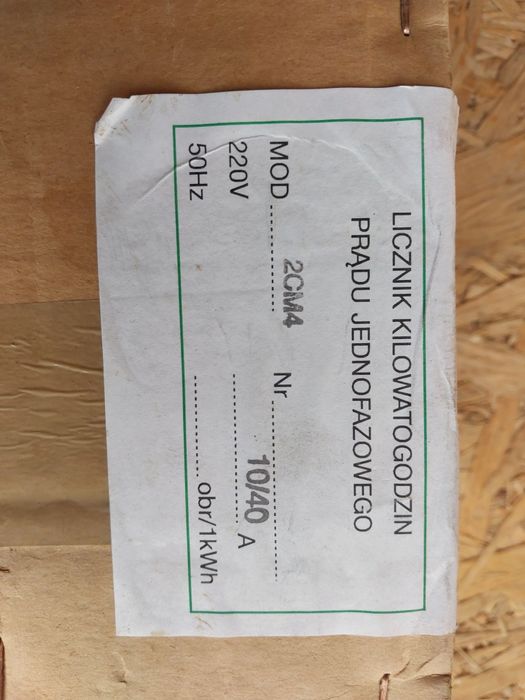 LICZNIK KILOWATOGODZIN
PRĄDU JEDNOFAZOWEGO
MOD .............. 2CM4 Nr ..............................
220V .................. 10/40 A
50Hz .................. obr/1kWh